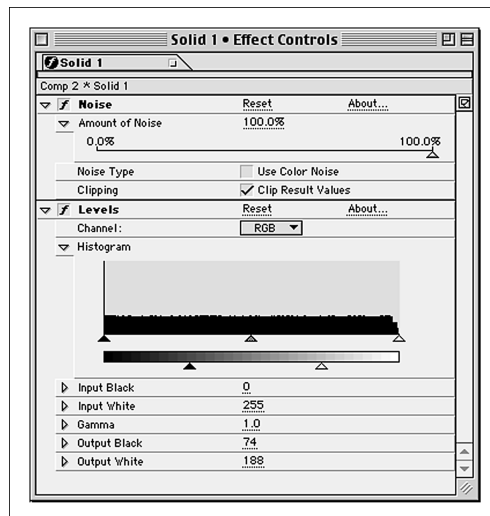 Solid 1 • Effect Controls
Solid 1
Comp 2 * Solid 1
Noise Reset About...
Amount of Noise 100.0%
0.0% 100.0%
Noise Type Use Color Noise
Clipping Clip Result Values
Levels Reset About...
Channel: RGB
Histogram
Input Black 0
Input White 255
Gamma 1.0
Output Black 74
Output White 188